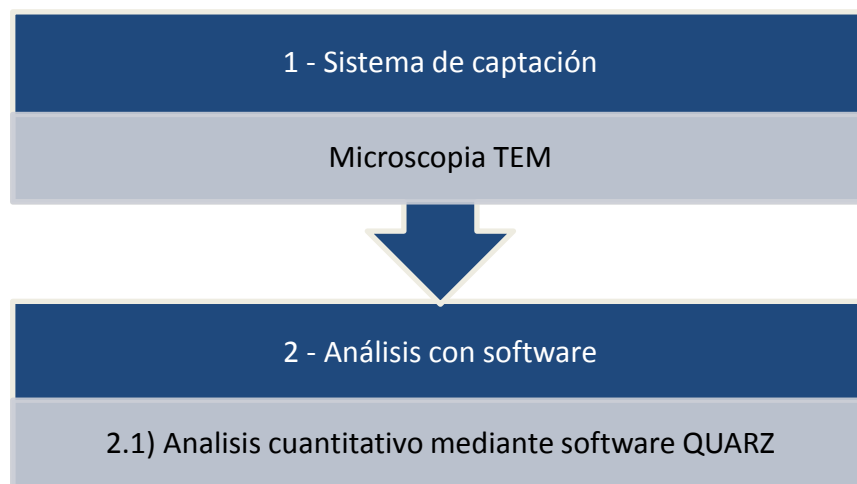 1 - Sistema de captación
Microscopia TEM
2 - Análisis con software
2.1) Analisis cuantitativo mediante software QUARZ